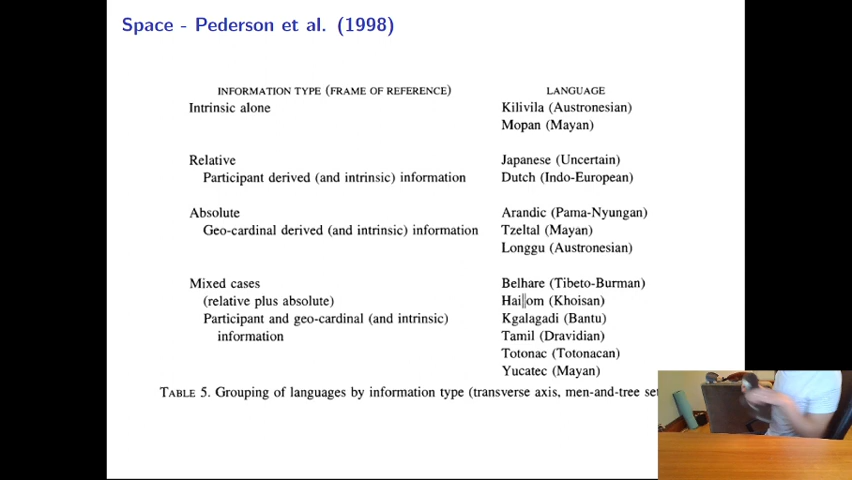 Space - Pederson et al. (1998)
INFORMATION TYPE (FRAME OF REFERENCE) LANGUAGE
Intrinsic alone Kilivila (Austronesian)
Mopan (Mayan)
Relative Japanese (Uncertain)
Participant derived (and intrinsic) information Dutch (Indo-European)
Absolute Arandic (Pama-Nyungan)
Geo-cardinal derived (and intrinsic) information Tzeltal (Mayan)
Longgu (Austronesian)
Mixed cases Belhare (Tibeto-Burman)
(relative plus absolute) Hai‖om (Khoisan)
Participant and geo-cardinal (and intrinsic) Kgalagadi (Bantu)
information Tamil (Dravidian)
Totonac (Totonacan)
Yucatec (Mayan)
TABLE 5. Grouping of languages by information type (transverse axis, men-and-tree